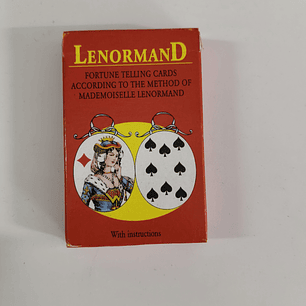 LENORMAND
FORTUNE TELLING CARDS
ACCORDING TO THE METHOD OF
MADEMOISELLE LENORMAND
With instructions